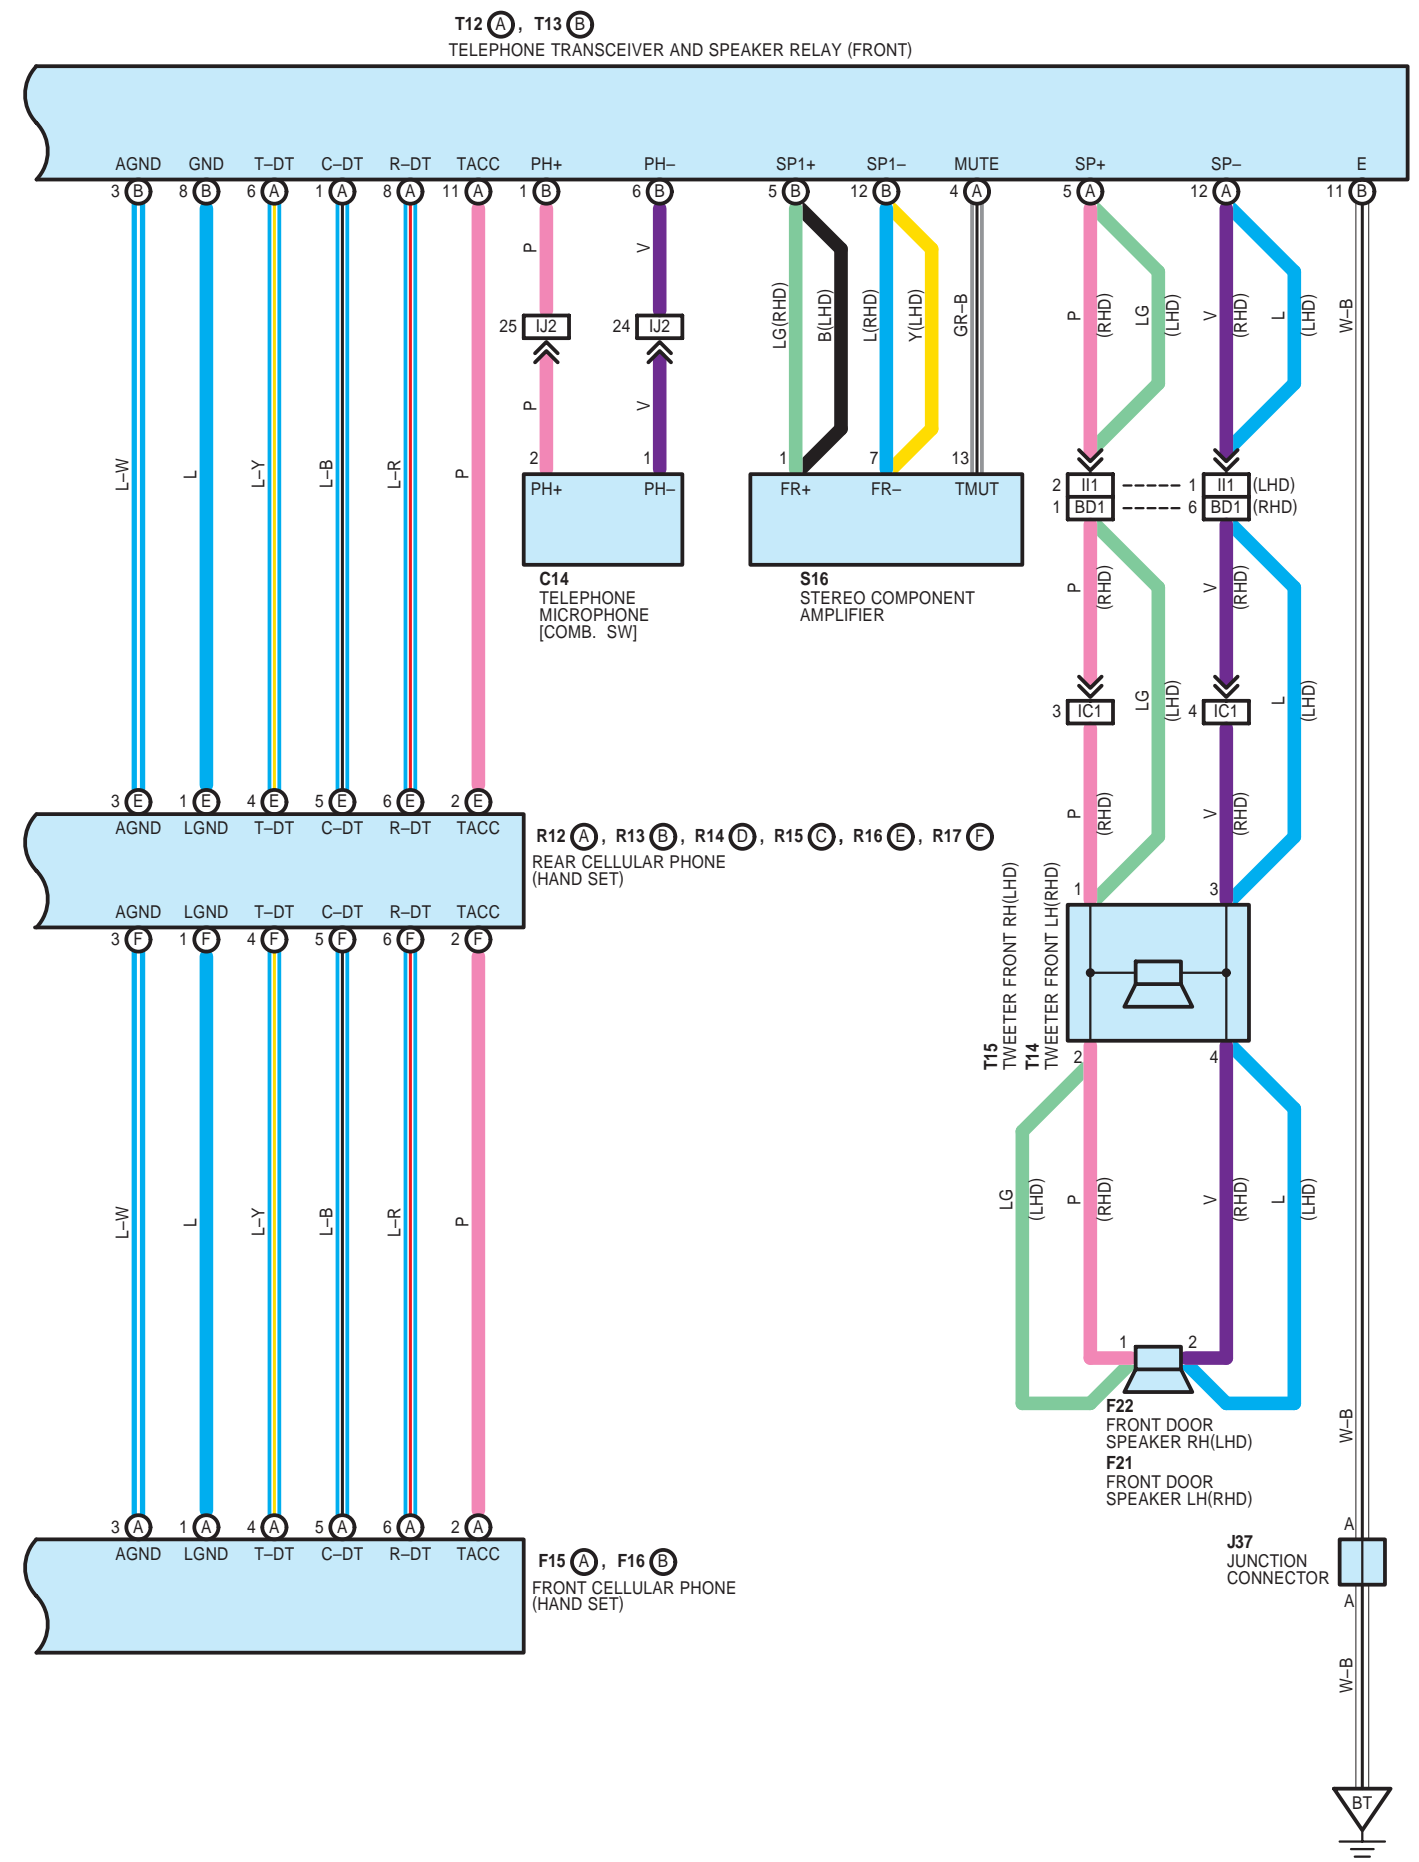 T12 A , T13 B
TELEPHONE TRANSCEIVER AND SPEAKER RELAY (FRONT)
AGND GND T–DT C–DT R–DT TACC PH+ PH– SP1+ SP1– MUTE SP+ SP– E
3 B 8 B 6 A 1 A 8 A 11 A 1 B 6 B 5 B 12 B 4 A 5 A 12 A 11 B
P V LG(RHD) B(LHD) L(RHD) Y(LHD) GR–B P (RHD) LG (LHD) V (RHD) L (LHD) W–B
25 IJ2 24 IJ2
P V
L–W L L–Y L–B L–R P
2 1 1 7 13
PH+ PH– FR+ FR– TMUT
2 II1 1 II1 (LHD)
1 BD1 6 BD1 (RHD)
C14
TELEPHONE
MICROPHONE
[COMB. SW]
S16
STEREO COMPONENT
AMPLIFIER
P (RHD) V (RHD)
LG (LHD) L (LHD)
3 IC1 4 IC1
P (RHD) V (RHD)
3 E 1 E 4 E 5 E 6 E 2 E
AGND LGND T–DT C–DT R–DT TACC
R12 A , R13 B , R14 D , R15 C , R16 E , R17 F
REAR CELLULAR PHONE
(HAND SET)
AGND LGND T–DT C–DT R–DT TACC
3 F 1 F 4 F 5 F 6 F 2 F
1 3
T15
TWEETER FRONT RH(LHD)
T14
TWEETER FRONT LH(RHD)
2 4
L–W L L–Y L–B L–R P
LG (LHD) P (RHD) V (RHD) L (LHD)
1 2
F22
FRONT DOOR
SPEAKER RH(LHD)
F21
FRONT DOOR
SPEAKER LH(RHD)
W–B
3 A 1 A 4 A 5 A 6 A 2 A
AGND LGND T–DT C–DT R–DT TACC
F15 A , F16 B
FRONT CELLULAR PHONE
(HAND SET)
A
J37
JUNCTION
CONNECTOR
A
W–B
BT